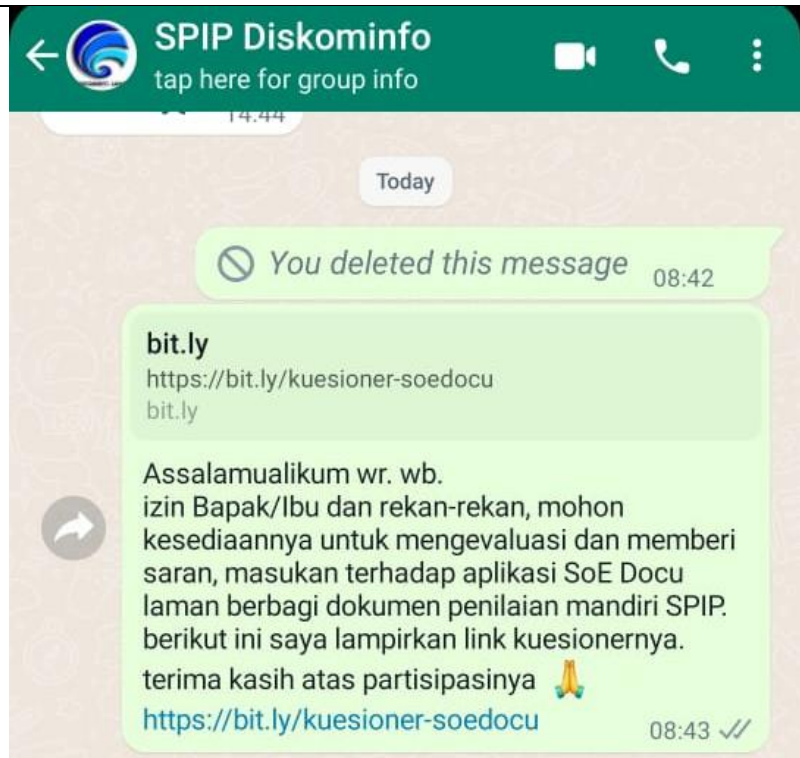 SPIP Diskominfo
tap here for group info
14.44
Today
You deleted this message 08:42
bit.ly
https://bit.ly/kuesioner-soedocu
bit.ly
Assalamualikum wr. wb.
izin Bapak/Ibu dan rekan-rekan, mohon
kesediaannya untuk mengevaluasi dan memberi
saran, masukan terhadap aplikasi SoE Docu
laman berbagi dokumen penilaian mandiri SPIP.
berikut ini saya lampirkan link kuesionernya.
terima kasih atas partisipasinya 🙏
https://bit.ly/kuesioner-soedocu 08:43